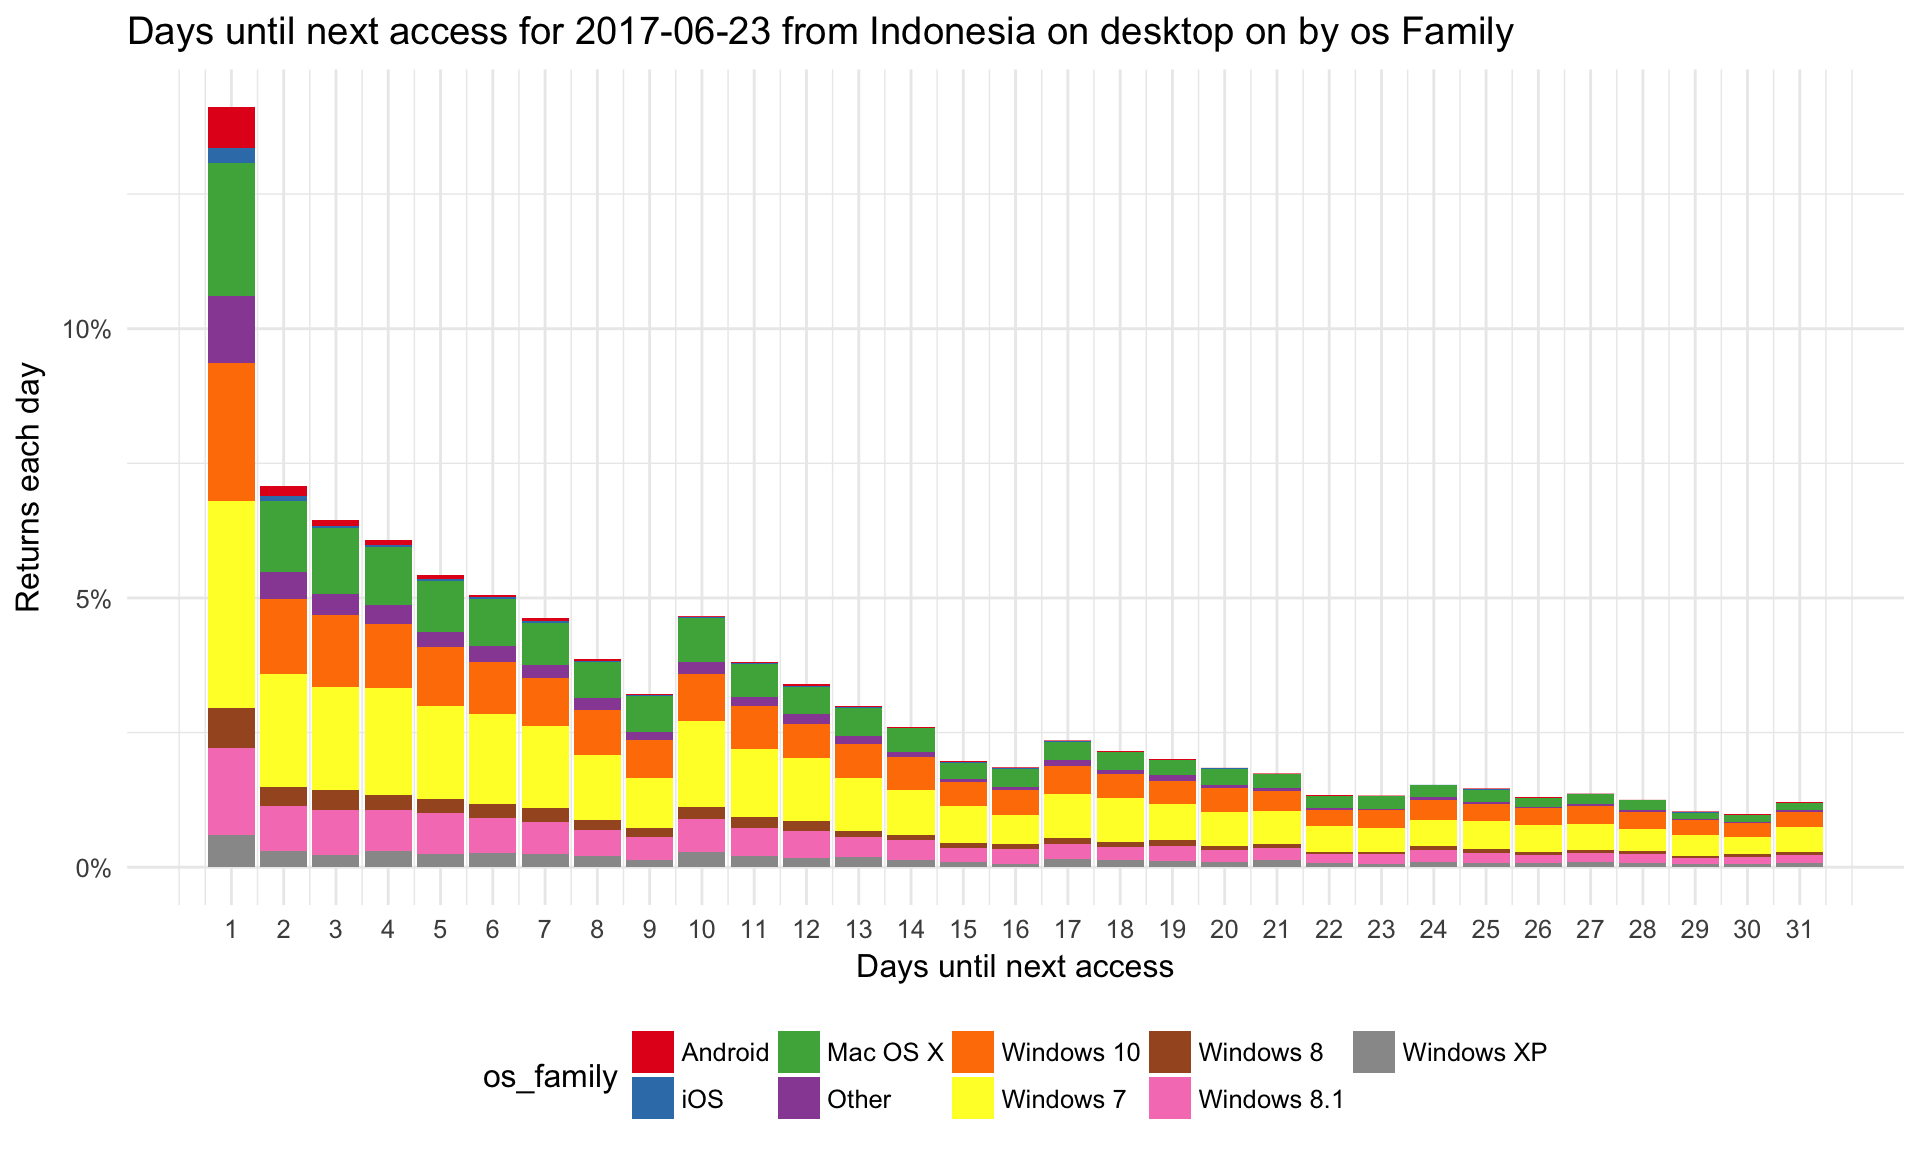 Days until next access for 2017-06-23 from Indonesia on desktop on by os Family
Returns each day
10%
5%
0%
1 2 3 4 5 6 7 8 9 10 11 12 13 14 15 16 17 18 19 20 21 22 23 24 25 26 27 28 29 30 31
Days until next access
os_family
Android Mac OS X Windows 10 Windows 8 Windows XP
iOS Other Windows 7 Windows 8.1